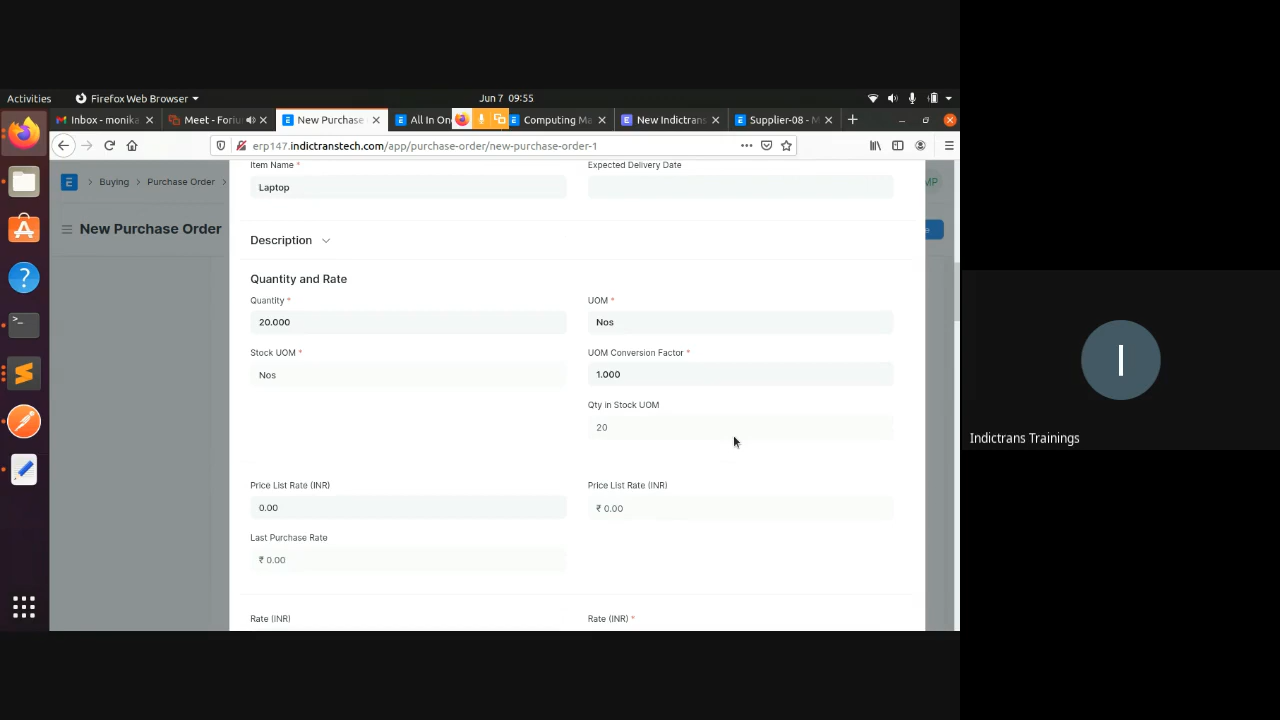 Activities
Firefox Web Browser
Jun 7 09:55
Inbox - monika
Meet - Foriu
New Purchase
All In On
Computing Ma
New Indictrans
Supplier-08 - M
erp147.indictranstech.com/app/purchase-order/new-purchase-order-1
Item Name *
Expected Delivery Date
Laptop
Buying
Purchase Order
MP
New Purchase Order
Description
Quantity and Rate
Quantity *
UOM *
20.000
Nos
Stock UOM *
UOM Conversion Factor *
Nos
1.000
Qty in Stock UOM
20
Price List Rate (INR)
Price List Rate (INR)
0.00
₹ 0.00
Last Purchase Rate
₹ 0.00
Rate (INR)
Rate (INR) *
I
Indictrans Trainings